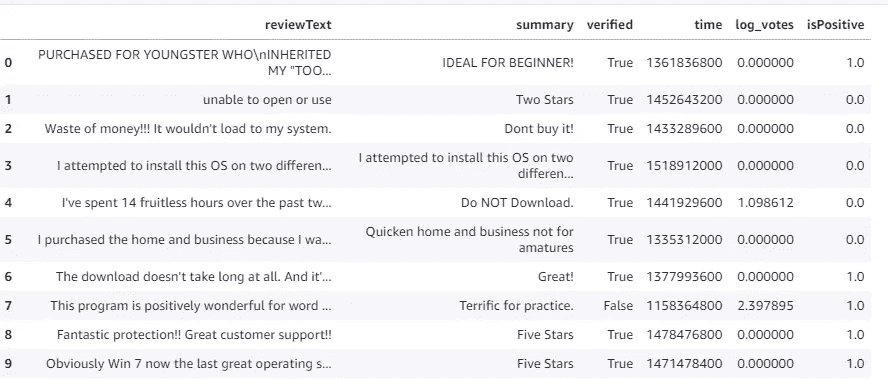 reviewText summary verified time log_votes isPositive
0 PURCHASED FOR YOUNGSTER WHO\nINHERITED MY "TOO... IDEAL FOR BEGINNER! True 1361836800 0.000000 1.0
1 unable to open or use Two Stars True 1452643200 0.000000 0.0
2 Waste of money!!! It wouldn't load to my system. Dont buy it! True 1433289600 0.000000 0.0
3 I attempted to install this OS on two differen... I attempted to install this OS on two differen... True 1518912000 0.000000 0.0
4 I've spent 14 fruitless hours over the past tw... Do NOT Download. True 1441929600 1.098612 0.0
5 I purchased the home and business because I wa... Quicken home and business not for amatures True 1335312000 0.000000 0.0
6 The download doesn't take long at all. And it'... Great! True 1377993600 0.000000 1.0
7 This program is positively wonderful for word ... Terrific for practice. False 1158364800 2.397895 1.0
8 Fantastic protection!! Great customer support!! Five Stars True 1478476800 0.000000 1.0
9 Obviously Win 7 now the last great operating s... Five Stars True 1471478400 0.000000 1.0